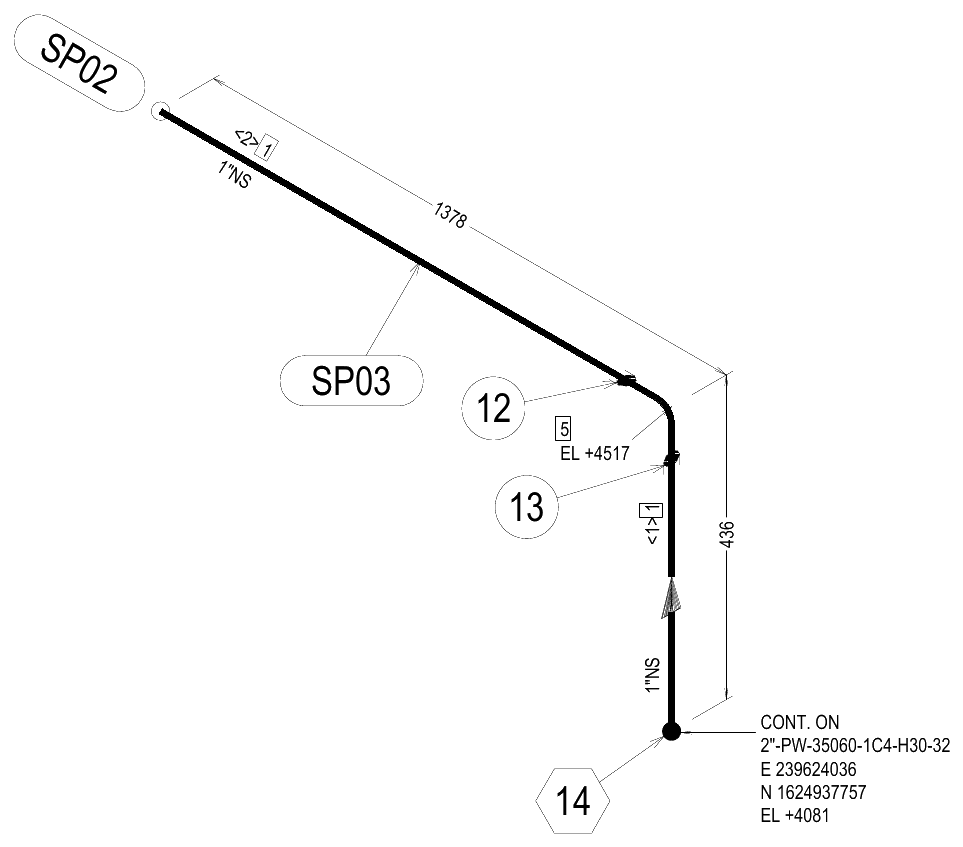 SP02
<2> 1
1"NS
1378
SP03
12
5
EL +4517
13
<1> 1
436
1"NS
CONT. ON
2"-PW-35060-1C4-H30-32
E 239624036
N 1624937757
EL +4081
14